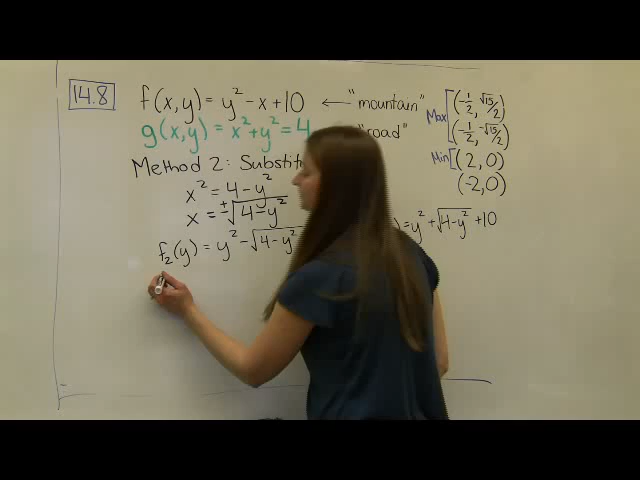 14.8
f(x,y) = y² - x + 10 ← "mountain"
g(x,y) = x² + y² = 4 "road"
Max [(-1/2, √15/2)
(-1/2, -√15/2)
Min [(2, 0)
(-2, 0)
Method 2: Substit
x² = 4 - y²
x = ±√4 - y²
f₂(y) = y² - √4 - y²
) = y² + √4 - y² + 10